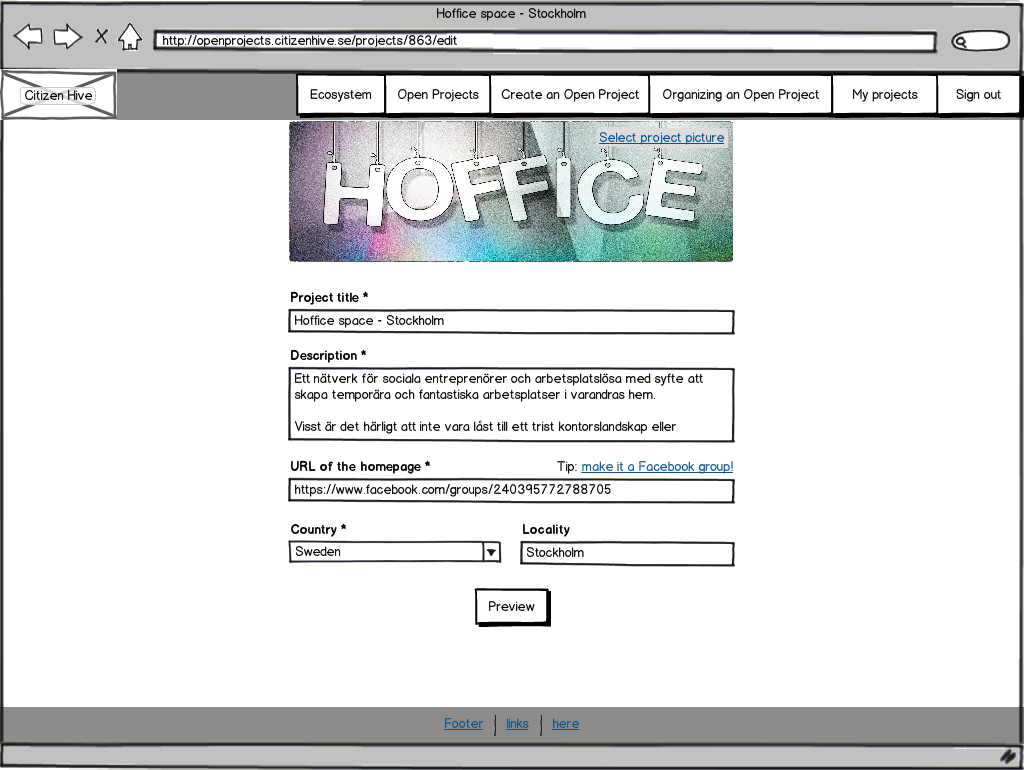 Hoffice space - Stockholm
http://openprojects.citizenhive.se/projects/863/edit
Citizen Hive
Ecosystem
Open Projects
Create an Open Project
Organizing an Open Project
My projects
Sign out
Select project picture
HOFFICE
Project title *
Hoffice space - Stockholm
Description *
Ett nätverk för sociala entreprenörer och arbetsplatslösa med syfte att
skapa temporära och fantastiska arbetsplatser i varandras hem.
Visst är det härligt att inte vara låst till ett trist kontorslandskap eller
URL of the homepage *
Tip: make it a Facebook group!
https://www.facebook.com/groups/240395772788705
Country *
Locality
Sweden
Stockholm
Preview
Footer | links | here